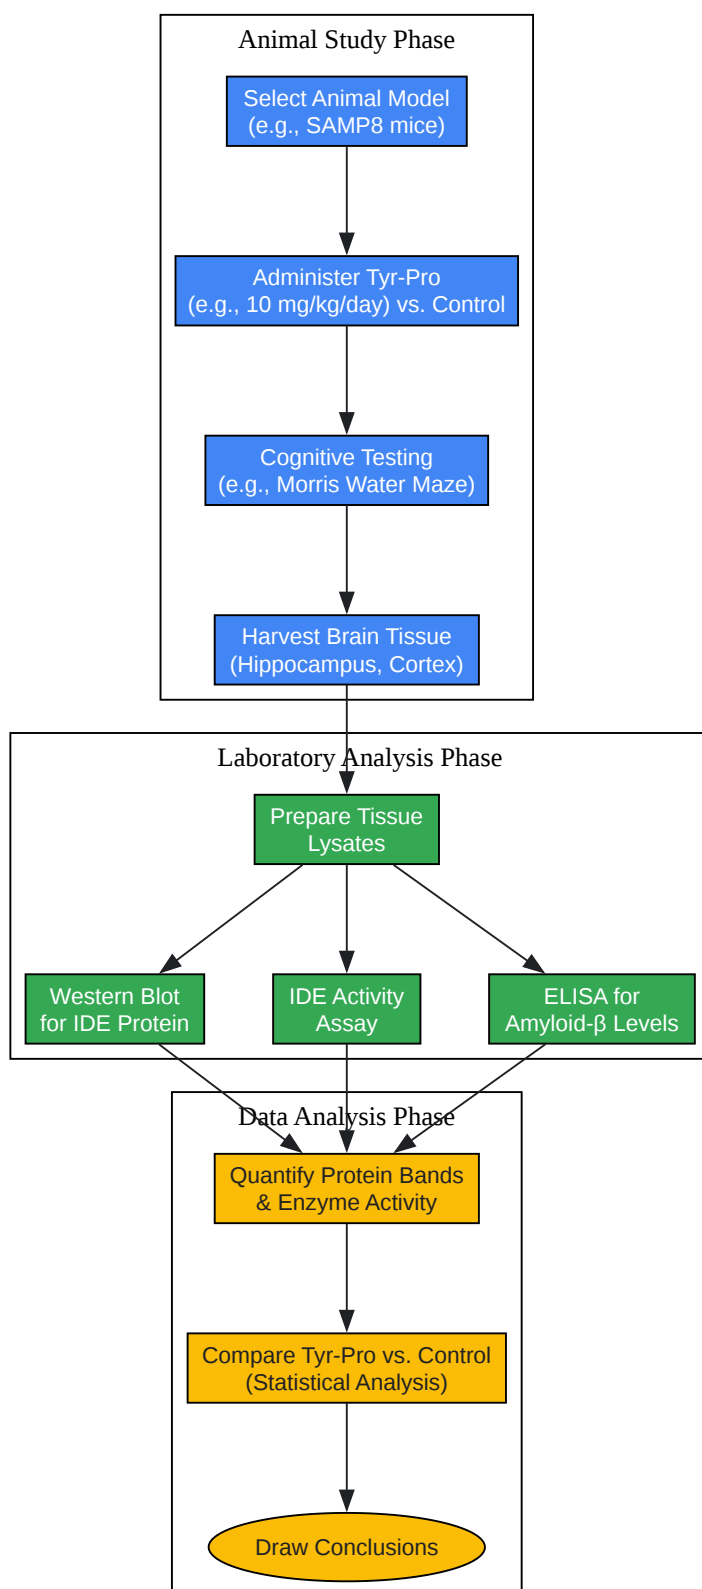 Animal Study Phase
Select Animal Model
(e.g., SAMP8 mice)
Administer Tyr-Pro
(e.g., 10 mg/kg/day) vs. Control
Cognitive Testing
(e.g., Morris Water Maze)
Harvest Brain Tissue
(Hippocampus, Cortex)
Laboratory Analysis Phase
Prepare Tissue
Lysates
Western Blot
for IDE Protein
IDE Activity
Assay
ELISA for
Amyloid-β Levels
Data Analysis Phase
Quantify Protein Bands
& Enzyme Activity
Compare Tyr-Pro vs. Control
(Statistical Analysis)
Draw Conclusions